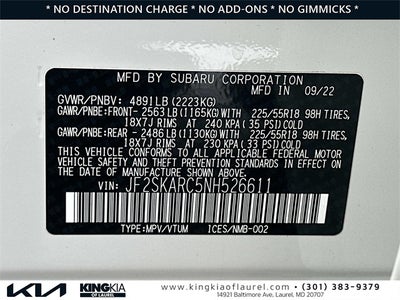 * NO DESTINATION CHARGE * NO ADD-ONS * NO GIMMICKS *
MFD BY SUBARU CORPORATION
MFD IN 09/22
GVWR/PNBV: 4891LB (2223KG)
GAWR/PNBE:FRONT- 2563LB(1165KG)WITH 225/55R18 98H TIRES,
18X7J RIMS, AT 240 KPA (35 PSI)COLD
GAWR/PNBE:REAR -2486LB(1130KG)WITH 225/55R18 98H TIRES,
18X7J RIMS, AT 230 KPA (33 PSI)COLD
THIS VEHICLE CONFORMS TO ALL APPLICABLE FEDERAL MOTOR
VEHICLE SAFETY AND THEFT PREVENTION STANDARDS IN EFFECT ON
THE DATE OF MANUFACTURE SHOWN ABOVE.
VIN: JF2SKARC5NH526611
TYPE:MPV/VTUM ICES/NMB-002
KIA KING KIA OF LAUREL
www.kingkiaoflaurel.com • (301) 383-9379
14921 Baltimore Ave, Laurel, MD 20707